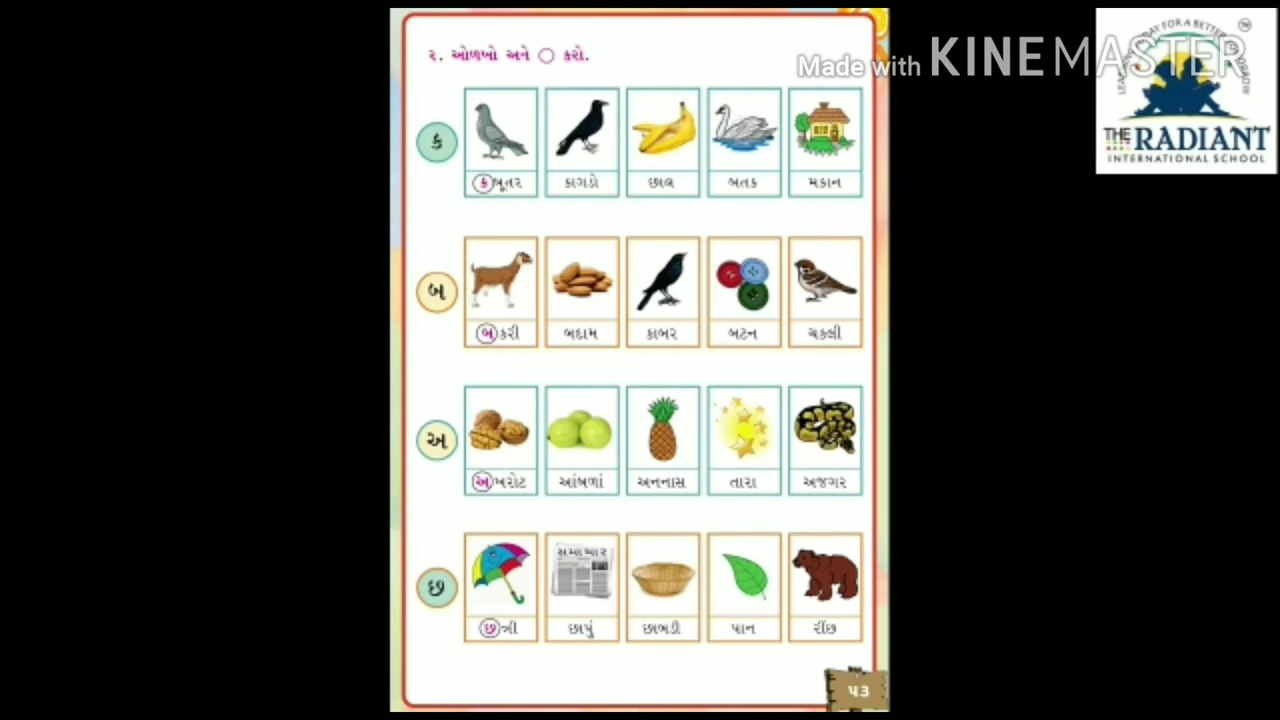 ૨. ઓળખો અને ○ કરો.
Made with KINEMASTER
THE RADIANT
INTERNATIONAL SCHOOL
ક
કબૂતર કાગડો છાલ બતક મકાન
બ
બકરી બદામ કાબર બટન ચકલી
અ
અખરોટ આંબળાં અનનાસ તારા અજગર
છ
સમાચાર
છત્રી છાપું છાબડી પાન રીંછ
૫૩